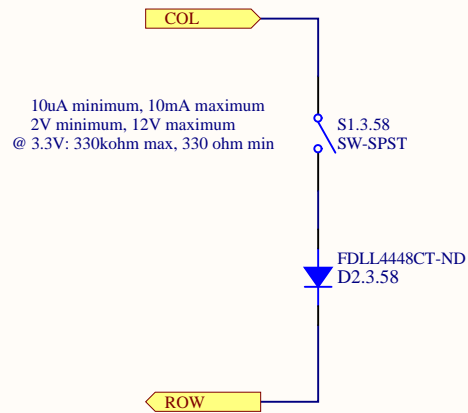 COL
10uA minimum, 10mA maximum
2V minimum, 12V maximum
@ 3.3V: 330kohm max, 330 ohm min
S1.3.58
SW-SPST
FDLL4448CT-ND
D2.3.58
ROW